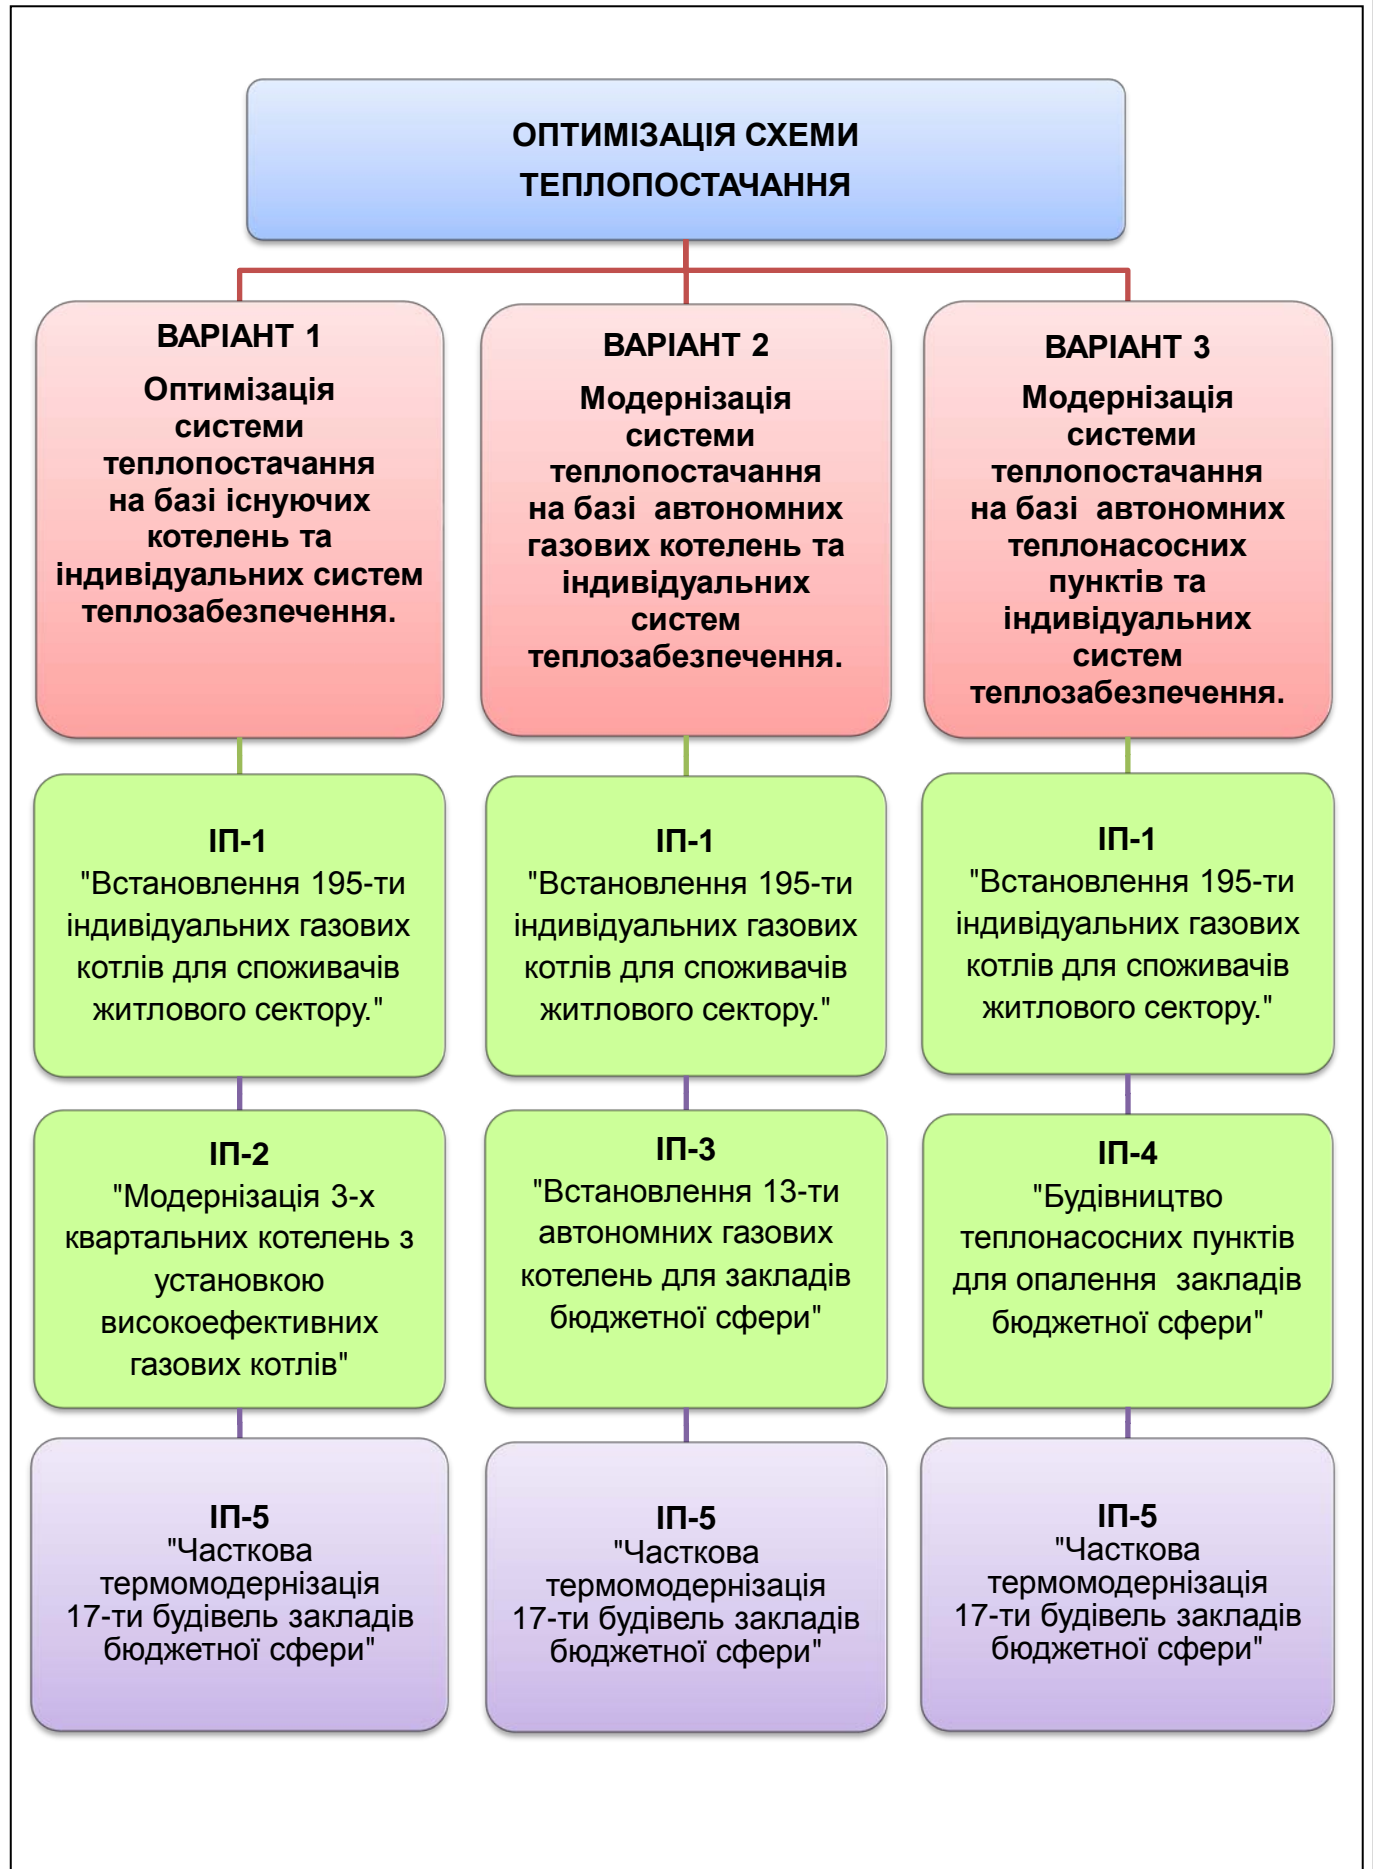 ОПТИМІЗАЦІЯ СХЕМИ
ТЕПЛОПОСТАЧАННЯ
ВАРІАНТ 1
Оптимізація
системи
теплопостачання
на базі існуючих
котелень та
індивідуальних систем
теплозабезпечення.
ВАРІАНТ 2
Модернізація
системи
теплопостачання
на базі  автономних
газових котелень та
індивідуальних
систем
теплозабезпечення.
ВАРІАНТ 3
Модернізація
системи
теплопостачання
на базі  автономних
теплонасосних
пунктів та
індивідуальних
систем
теплозабезпечення.
ІП-1
"Встановлення 195-ти
індивідуальних газових
котлів для споживачів
житлового сектору."
ІП-1
"Встановлення 195-ти
індивідуальних газових
котлів для споживачів
житлового сектору."
ІП-1
"Встановлення 195-ти
індивідуальних газових
котлів для споживачів
житлового сектору."
ІП-2
"Модернізація 3-х
квартальних котелень з
установкою
високоефективних
газових котлів"
ІП-3
"Встановлення 13-ти
автономних газових
котелень для закладів
бюджетної сфери"
ІП-4
"Будівництво
теплонасосних пунктів
для опалення  закладів
бюджетної сфери"
ІП-5
"Часткова
термомодернізація
17-ти будівель закладів
бюджетної сфери"
ІП-5
"Часткова
термомодернізація
17-ти будівель закладів
бюджетної сфери"
ІП-5
"Часткова
термомодернізація
17-ти будівель закладів
бюджетної сфери"